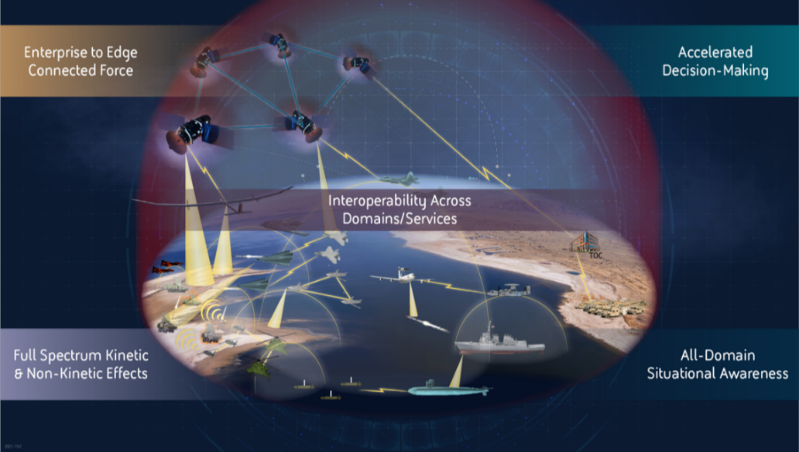 Enterprise to Edge
Connected Force
Accelerated
Decision-Making
Interoperability Across
Domains/Services
TOC
Full Spectrum Kinetic
& Non-Kinetic Effects
All-Domain
Situational Awareness